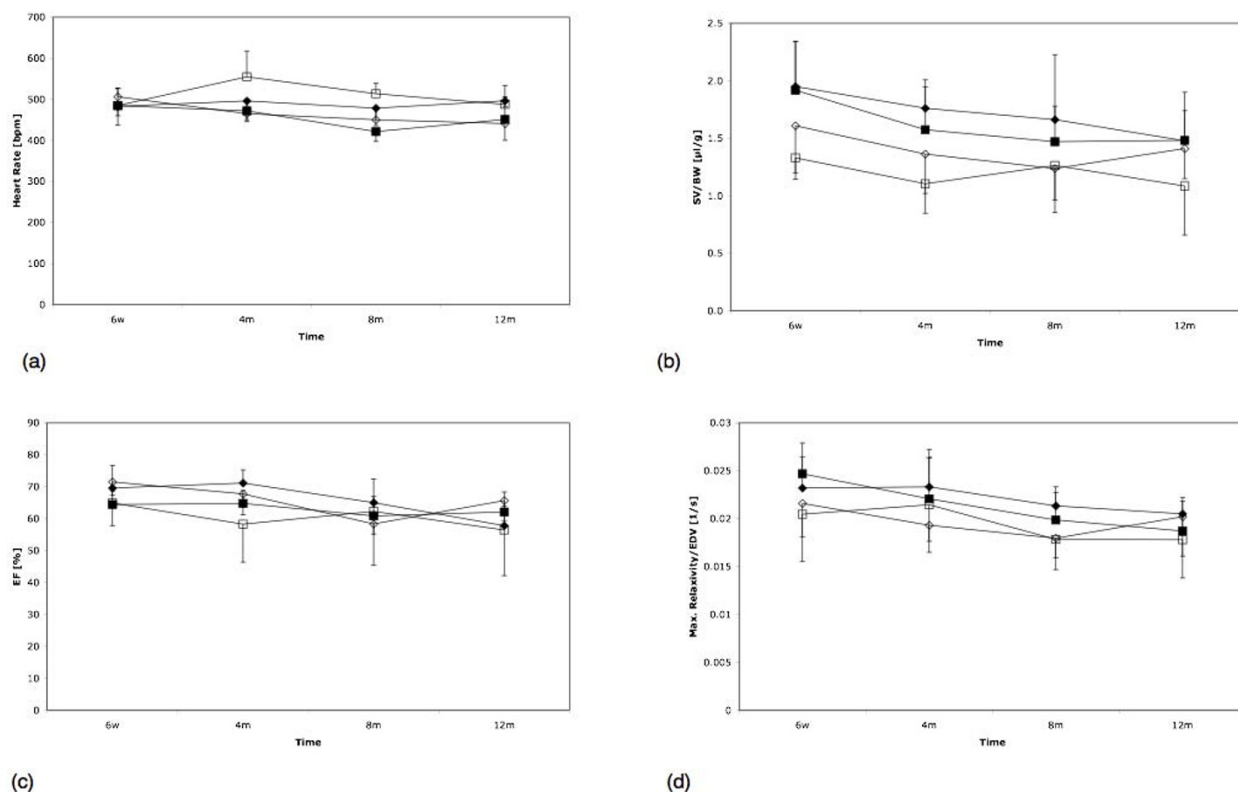 700
600
500
400
300
200
100
0
Heart Rate [bpm]
6w 4m 8m 12m
Time
(a)
2.5
2.0
1.5
1.0
0.5
0.0
SV/BW [µl/g]
6w 4m 8m 12m
Time
(b)
90
80
70
60
50
40
30
20
10
0
EF [%]
6w 4m 8m 12m
Time
(c)
0.03
0.025
0.02
0.015
0.01
0.005
0
Max. Relaxivity/EDV [1/s]
6w 4m 8m 12m
Time
(d)